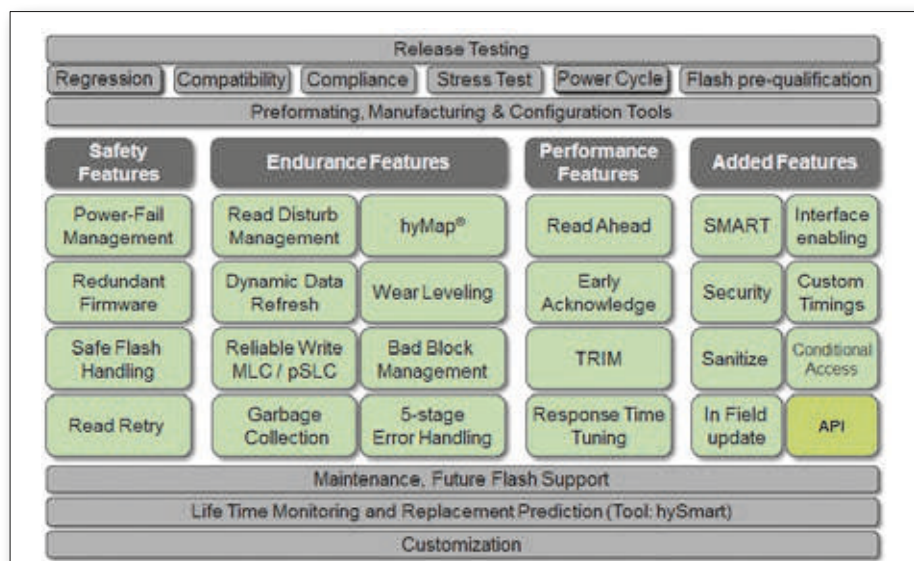 Release Testing
Regression Compatibility Compliance Stress Test Power Cycle Flash pre-qualification
Preformating, Manufacturing & Configuration Tools
Safety
Features
Endurance Features
Performance
Features
Added Features
Power-Fail
Management
Read Disturb
Management
hyMap®
Read Ahead
SMART
Interface
enabling
Redundant
Firmware
Dynamic Data
Refresh
Wear Leveling
Early
Acknowledge
Security
Custom
Timings
Safe Flash
Handling
Reliable Write
MLC / pSLC
Bad Block
Management
TRIM
Sanitize
Conditional
Access
Read Retry
Garbage
Collection
5-stage
Error Handling
Response Time
Tuning
In Field
update
API
Maintenance, Future Flash Support
Life Time Monitoring and Replacement Prediction (Tool: hySmart)
Customization